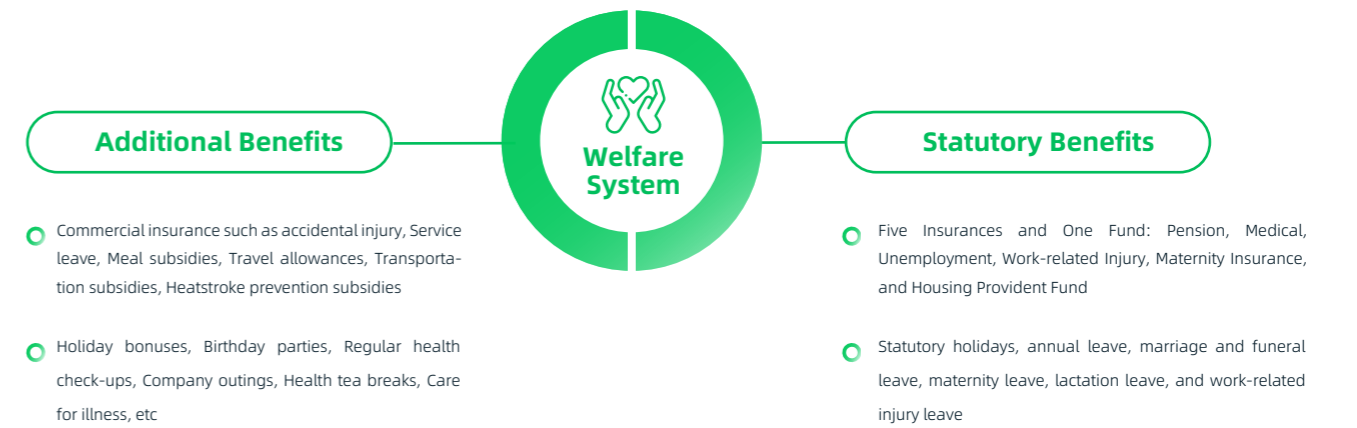 Welfare
System
Additional Benefits
Commercial insurance such as accidental injury, Service
leave, Meal subsidies, Travel allowances, Transporta-
tion subsidies, Heatstroke prevention subsidies
Holiday bonuses, Birthday parties, Regular health
check-ups, Company outings, Health tea breaks, Care
for illness, etc
Statutory Benefits
Five Insurances and One Fund: Pension, Medical,
Unemployment, Work-related Injury, Maternity Insurance,
and Housing Provident Fund
Statutory holidays, annual leave, marriage and funeral
leave, maternity leave, lactation leave, and work-related
injury leave